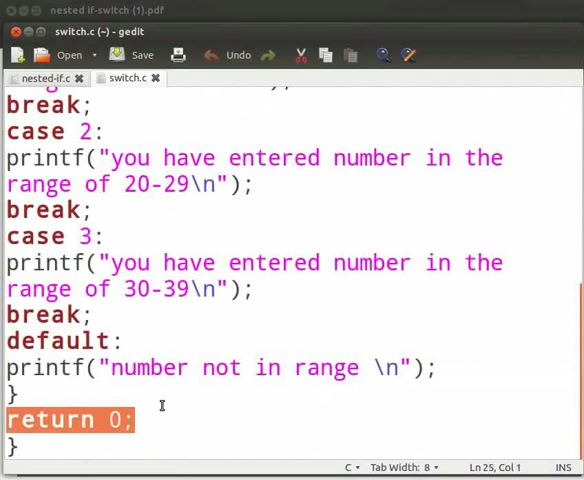 nested if-switch (1).pdf
switch.c (~) - gedit
Open Save Undo
nested-if.c switch.c
break;
case 2:
printf("you have entered number in the
range of 20-29\n");
break;
case 3:
printf("you have entered number in the
range of 30-39\n");
break;
default:
printf("number not in range \n");
}
return 0;
}
C Tab Width: 8 Ln 25, Col 1 INS